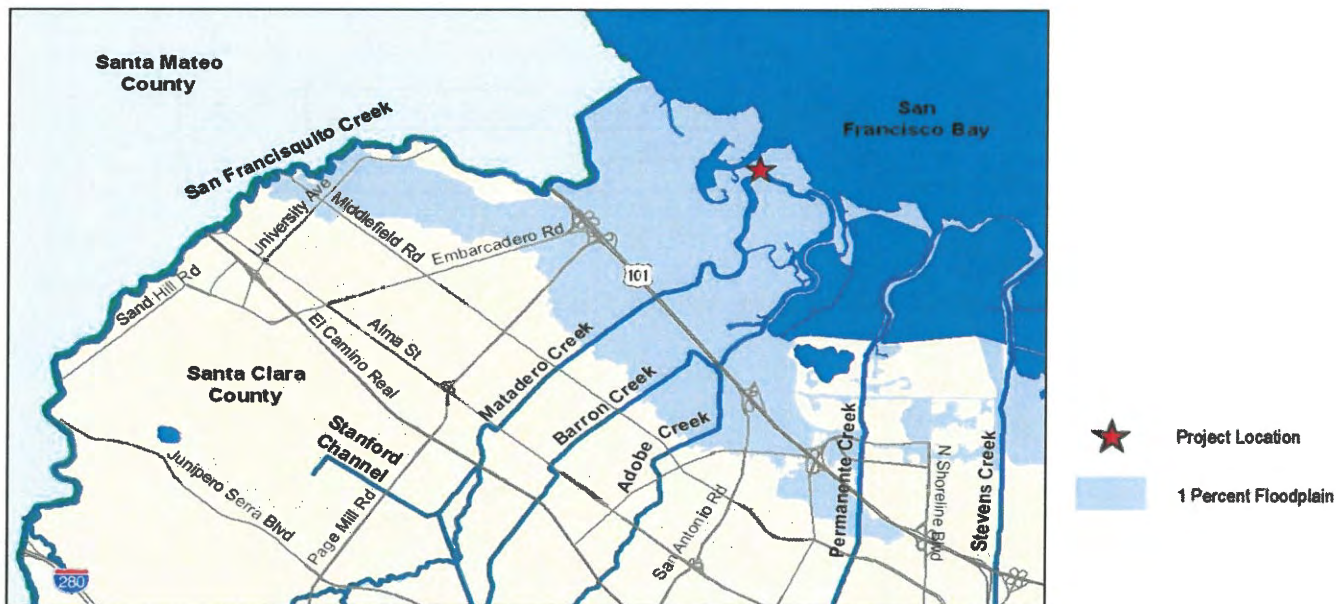 Santa Mateo
County
San Francisquito Creek
San
Francisco Bay
University Ave
Middlefield Rd
Embarcadero Rd
101
Sand Hill Rd
Alma St
El Camino Real
Matadero Creek
Santa Clara
County
Barron Creek
Stanford
Channel
Adobe Creek
Junipero Serra Blvd
Page Mill Rd
San Antonio Rd
Permanente Creek
N Shoreline Blvd
Stevens Creek
280
Project Location
1 Percent Floodplain